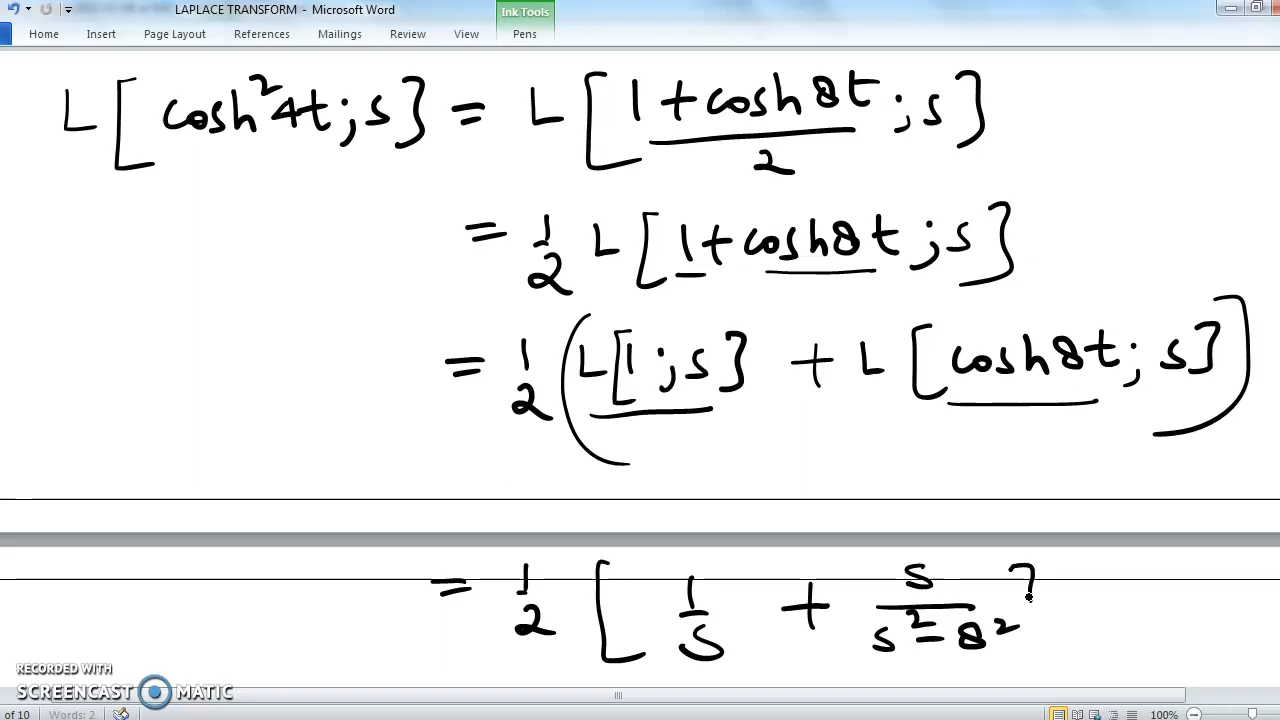 LAPLACE TRANSFORM - Microsoft Word
Ink Tools
Home Insert Page Layout References Mailings Review View Pens
L[cosh²4t;s] = L[(1+cosh8t)/2 ;s]
= 1/2 L[1+cosh8t;s]
= 1/2 (L[1;s] + L[cosh8t;s])
= 1/2 [ 1/s + s/(s²-8²)
RECORDED WITH
SCREENCAST MATIC
of 10 Words: 2 100%